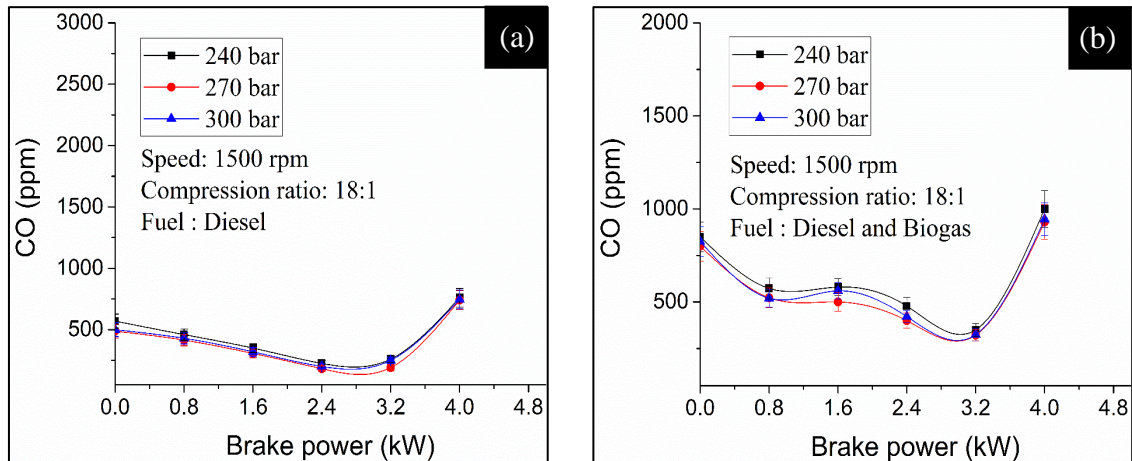 (a)
3000
2500
2000
1500
1000
500
CO (ppm)
240 bar
270 bar
300 bar
Speed: 1500 rpm
Compression ratio: 18:1
Fuel : Diesel
0.0 0.8 1.6 2.4 3.2 4.0 4.8
Brake power (kW)
(b)
2000
1500
1000
500
CO (ppm)
240 bar
270 bar
300 bar
Speed: 1500 rpm
Compression ratio: 18:1
Fuel : Diesel and Biogas
0.0 0.8 1.6 2.4 3.2 4.0 4.8
Brake power (kW)